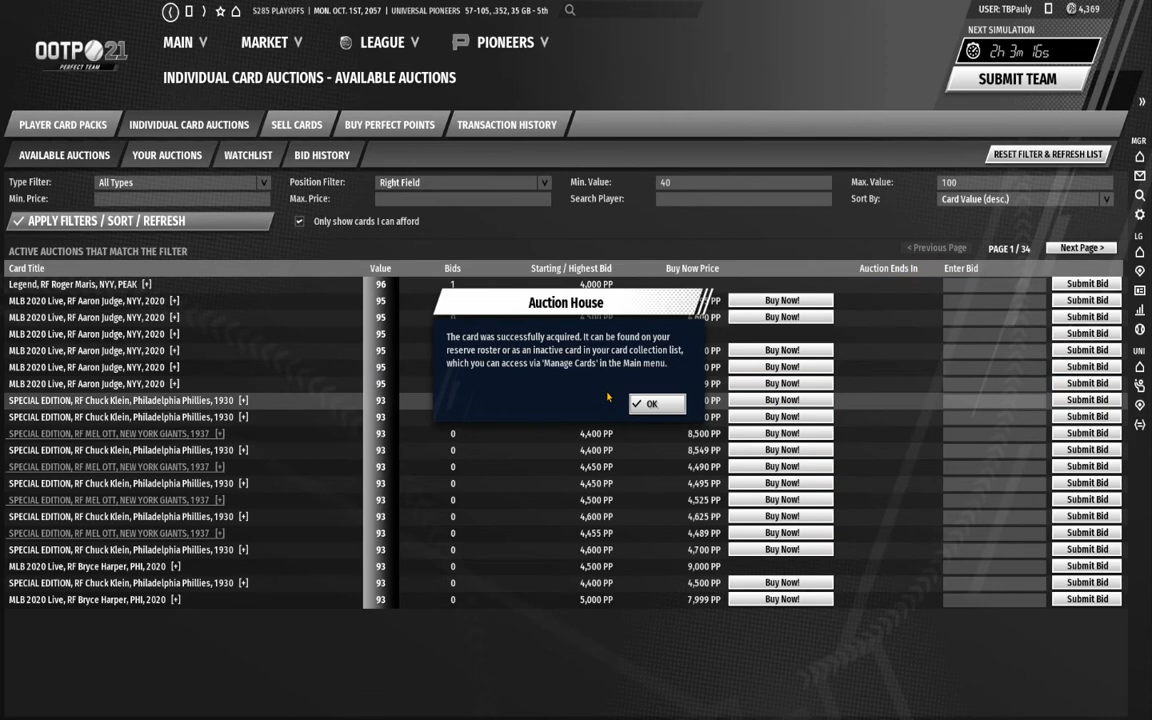 S285 PLAYOFFS | MON. OCT. 1ST, 2057 | UNIVERSAL PIONEERS 57-105, .352, 35 GB - 5th
USER: TBPauly 4,369
OOTP 21
PERFECT TEAM
MAIN MARKET LEAGUE PIONEERS
NEXT SIMULATION
2h 3m 16s
SUBMIT TEAM
INDIVIDUAL CARD AUCTIONS - AVAILABLE AUCTIONS
PLAYER CARD PACKS INDIVIDUAL CARD AUCTIONS SELL CARDS BUY PERFECT POINTS TRANSACTION HISTORY
AVAILABLE AUCTIONS YOUR AUCTIONS WATCHLIST BID HISTORY RESET FILTER & REFRESH LIST
Type Filter: All Types Position Filter: Right Field Min. Value: 40 Max. Value: 100
Min. Price: Max. Price: Search Player: Sort By: Card Value (desc.)
APPLY FILTERS / SORT / REFRESH Only show cards I can afford
ACTIVE AUCTIONS THAT MATCH THE FILTER < Previous Page PAGE 1 / 34 Next Page >
Card Title Value Bids Starting / Highest Bid Buy Now Price Auction Ends In Enter Bid
Legend, RF Roger Maris, NYY, PEAK [+] 96 1 4,000 PP Submit Bid
MLB 2020 Live, RF Aaron Judge, NYY, 2020 [+] 95 PP Buy Now! Submit Bid
MLB 2020 Live, RF Aaron Judge, NYY, 2020 [+] 95 PP Buy Now! Submit Bid
MLB 2020 Live, RF Aaron Judge, NYY, 2020 [+] 95 Submit Bid
MLB 2020 Live, RF Aaron Judge, NYY, 2020 [+] 95 PP Buy Now! Submit Bid
MLB 2020 Live, RF Aaron Judge, NYY, 2020 [+] 95 PP Buy Now! Submit Bid
MLB 2020 Live, RF Aaron Judge, NYY, 2020 [+] 95 PP Buy Now! Submit Bid
SPECIAL EDITION, RF Chuck Klein, Philadelphia Phillies, 1930 [+] 93 PP Buy Now! Submit Bid
SPECIAL EDITION, RF Chuck Klein, Philadelphia Phillies, 1930 [+] 93 PP Buy Now! Submit Bid
SPECIAL EDITION, RF MEL OTT, NEW YORK GIANTS, 1937 [+] 93 0 4,400 PP 8,500 PP Buy Now! Submit Bid
SPECIAL EDITION, RF Chuck Klein, Philadelphia Phillies, 1930 [+] 93 0 4,400 PP 8,549 PP Buy Now! Submit Bid
SPECIAL EDITION, RF MEL OTT, NEW YORK GIANTS, 1937 [+] 93 0 4,450 PP 4,490 PP Buy Now! Submit Bid
SPECIAL EDITION, RF Chuck Klein, Philadelphia Phillies, 1930 [+] 93 0 4,450 PP 4,495 PP Buy Now! Submit Bid
SPECIAL EDITION, RF MEL OTT, NEW YORK GIANTS, 1937 [+] 93 0 4,500 PP 4,525 PP Buy Now! Submit Bid
SPECIAL EDITION, RF Chuck Klein, Philadelphia Phillies, 1930 [+] 93 0 4,600 PP 4,625 PP Buy Now! Submit Bid
SPECIAL EDITION, RF MEL OTT, NEW YORK GIANTS, 1937 [+] 93 0 4,455 PP 4,489 PP Buy Now! Submit Bid
SPECIAL EDITION, RF Chuck Klein, Philadelphia Phillies, 1930 [+] 93 0 4,600 PP 4,700 PP Buy Now! Submit Bid
MLB 2020 Live, RF Bryce Harper, PHI, 2020 [+] 93 0 4,500 PP 9,000 PP Submit Bid
SPECIAL EDITION, RF Chuck Klein, Philadelphia Phillies, 1930 [+] 93 0 4,400 PP 4,500 PP Buy Now! Submit Bid
MLB 2020 Live, RF Bryce Harper, PHI, 2020 [+] 93 0 5,000 PP 7,999 PP Buy Now! Submit Bid
Auction House
The card was successfully acquired. It can be found on your
reserve roster or as an inactive card in your card collection list,
which you can access via 'Manage Cards' in the Main menu.
OK
MGR
LG
UNI